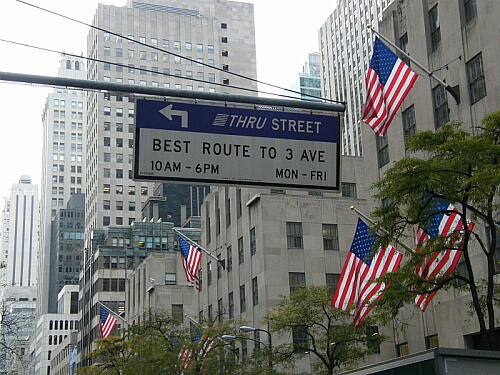 THRU STREET
BEST ROUTE TO 3 AVE
10AM - 6PM MON - FRI